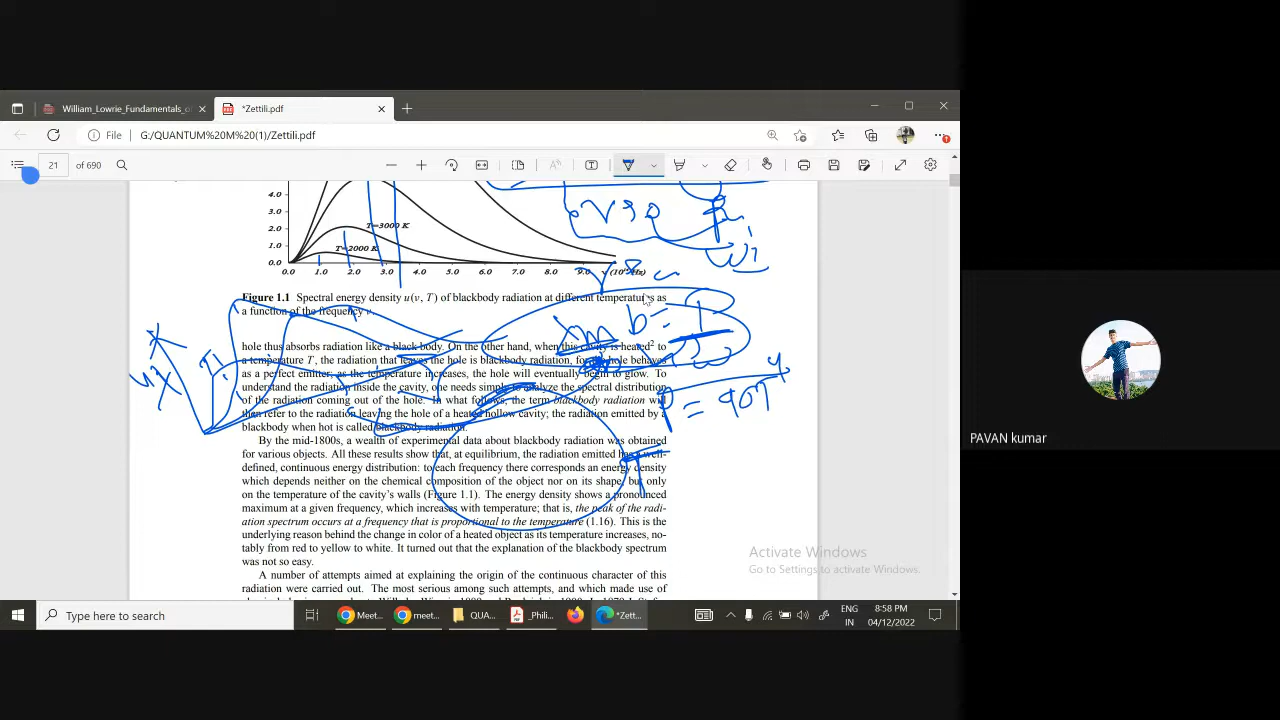 William_Lowrie_Fundamentals_o
*Zettili.pdf
File
G:/QUANTUM%20M%20(1)/Zettili.pdf
21 of 690
4.0
3.0
2.0
1.0
0.0
T=3000 K
T=2000 K
0.0 1.0 2.0 3.0 4.0 5.0 6.0 7.0 8.0 9.0
Figure 1.1 Spectral energy density u(ν, T) of blackbody radiation at different temperatures as
a function of the frequency ν.
hole thus absorbs radiation like a black body. On the other hand, when this cavity is heated² to
a temperature T, the radiation that leaves the hole is blackbody radiation, for the hole behaves
as a perfect emitter; as the temperature increases, the hole will eventually begin to glow. To
understand the radiation inside the cavity, one needs simply to analyze the spectral distribution
of the radiation coming out of the hole. In what follows, the term blackbody radiation will
then refer to the radiation leaving the hole of a heated hollow cavity; the radiation emitted by a
blackbody when hot is called blackbody radiation.
By the mid-1800s, a wealth of experimental data about blackbody radiation was obtained
for various objects. All these results show that, at equilibrium, the radiation emitted has a well-
defined, continuous energy distribution: to each frequency there corresponds an energy density
which depends neither on the chemical composition of the object nor on its shape, but only
on the temperature of the cavity's walls (Figure 1.1). The energy density shows a pronounced
maximum at a given frequency, which increases with temperature; that is, the peak of the radi-
ation spectrum occurs at a frequency that is proportional to the temperature (1.16). This is the
underlying reason behind the change in color of a heated object as its temperature increases, no-
tably from red to yellow to white. It turned out that the explanation of the blackbody spectrum
was not so easy.
A number of attempts aimed at explaining the origin of the continuous character of this
radiation were carried out. The most serious among such attempts, and which made use of
PAVAN kumar
Activate Windows
Go to Settings to activate Windows.
Type here to search
Meet...
meet...
QUA...
_Phili...
*Zett...
ENG
IN
8:58 PM
04/12/2022